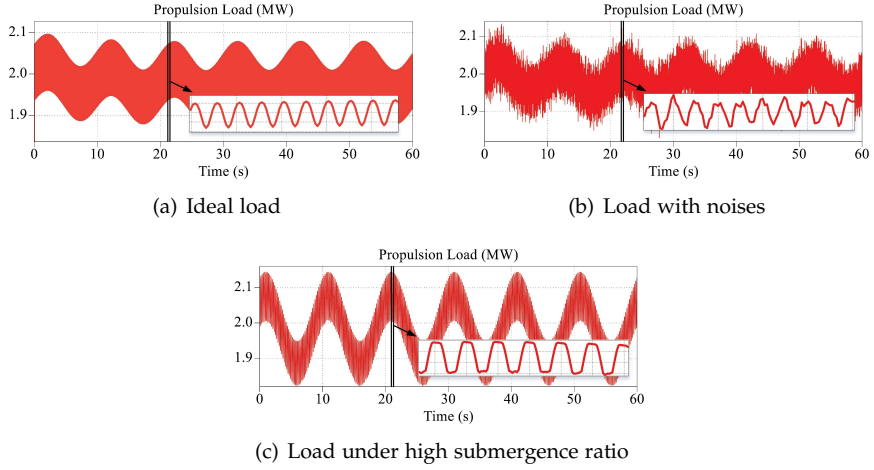 Propulsion Load (MW)
2.1
2.0
1.9
0 10 20 30 40 50 60
Time (s)
(a) Ideal load
Propulsion Load (MW)
2.1
2.0
1.9
0 10 20 30 40 50 60
Time (s)
(b) Load with noises
Propulsion Load (MW)
2.1
2.0
1.9
0 10 20 30 40 50 60
Time (s)
(c) Load under high submergence ratio